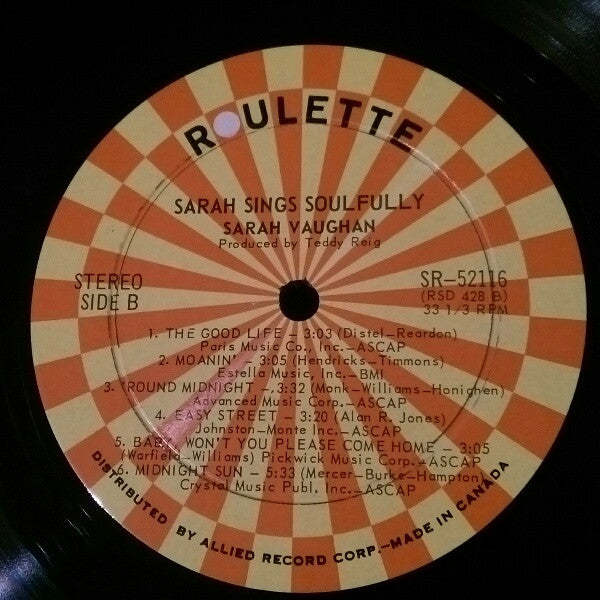 ROULETTE
SARAH SINGS SOULFULLY
SARAH VAUGHAN
Produced by Teddy Reig
STEREO
SIDE B
SR-52116
(RSD 428 B)
33 1/3 RPM
1. THE GOOD LIFE - 3:03 (Distel-Reardon)
Paris Music Co., Inc.-ASCAP
2. MOANIN' - 3:05 (Hendricks-Timmons)
Estella Music, Inc.-BMI
3. 'ROUND MIDNIGHT - 3:32 (Monk-Williams-Honighen)
Advanced Music Corp.-ASCAP
4. EASY STREET - 3:20 (Alan R. Jones)
Johnston-Monte Inc.-ASCAP
5. BABY, WON'T YOU PLEASE COME HOME - 3:05
(Warfield-Williams) Pickwick Music Corp.-ASCAP
6. MIDNIGHT SUN - 5:33 (Mercer-Burke-Hampton)
Crystal Music Publ. Inc.-ASCAP
DISTRIBUTED BY ALLIED RECORD CORP.-MADE IN CANADA